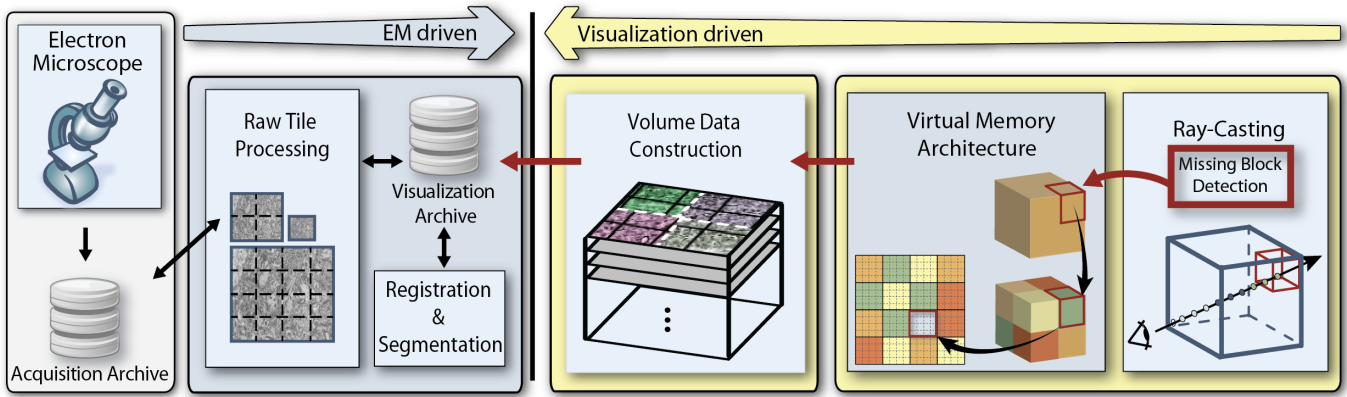 EM driven
Visualization driven
Electron
Microscope
Acquisition Archive
Raw Tile
Processing
Visualization
Archive
Registration
&
Segmentation
Volume Data
Construction
Virtual Memory
Architecture
Ray-Casting
Missing Block
Detection